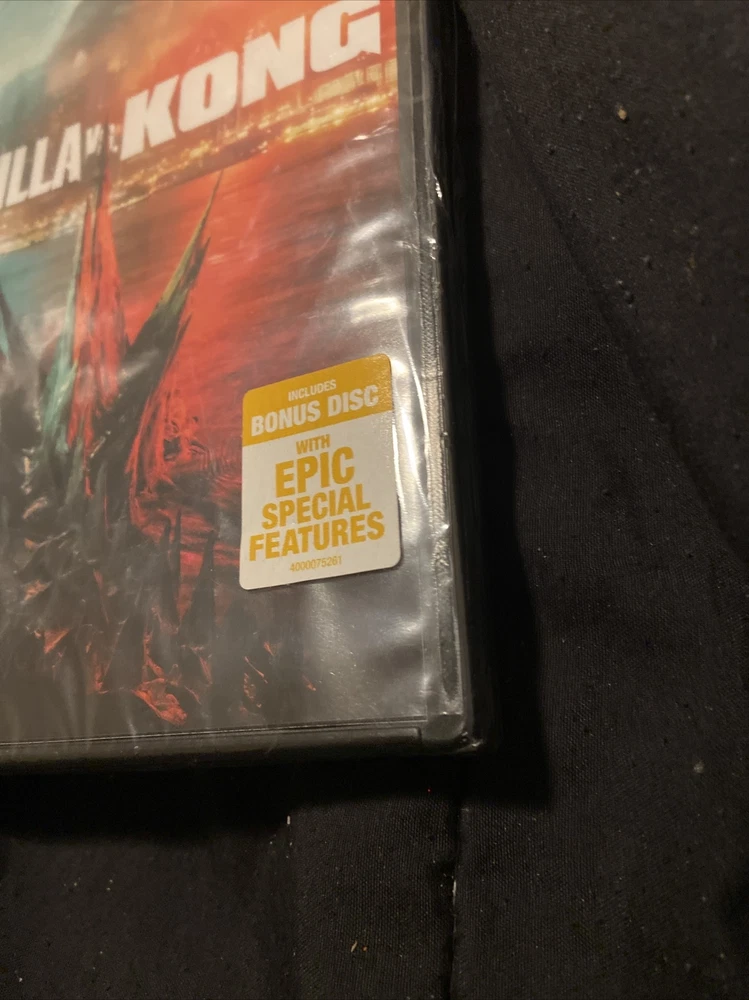 ILLA VS. KONG
INCLUDES
BONUS DISC
WITH
EPIC
SPECIAL
FEATURES
4000075261